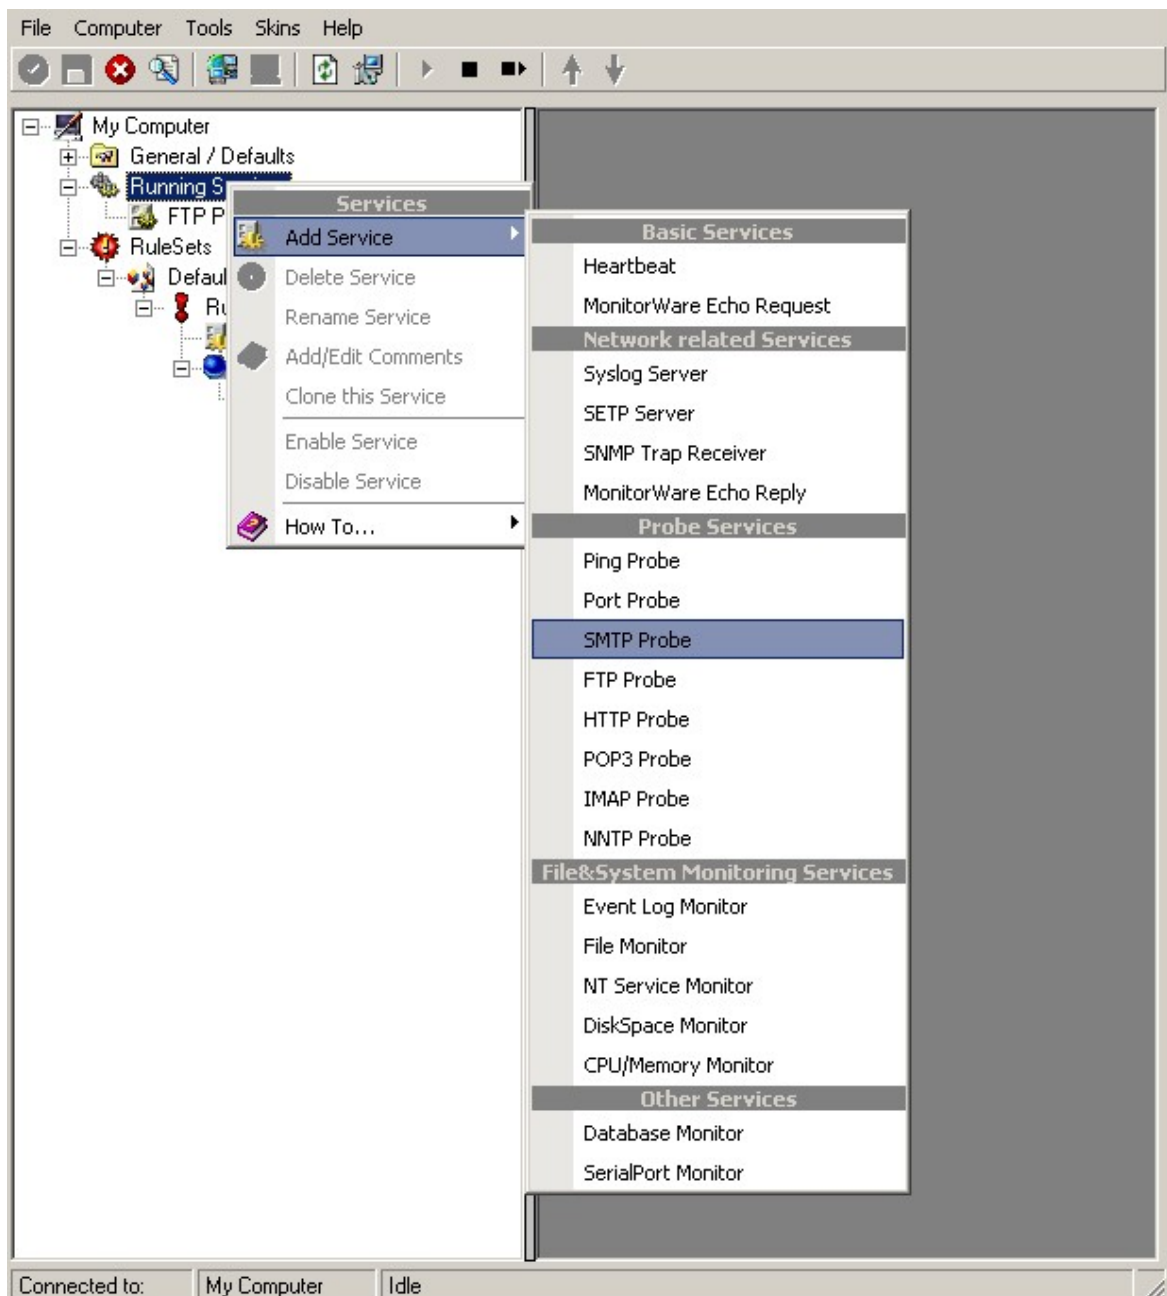 File Computer Tools Skins Help
My Computer
General / Defaults
Running S
FTP P
RuleSets
Defaul
Ru
Services
Add Service
Delete Service
Rename Service
Add/Edit Comments
Clone this Service
Enable Service
Disable Service
How To...
Basic Services
Heartbeat
MonitorWare Echo Request
Network related Services
Syslog Server
SETP Server
SNMP Trap Receiver
MonitorWare Echo Reply
Probe Services
Ping Probe
Port Probe
SMTP Probe
FTP Probe
HTTP Probe
POP3 Probe
IMAP Probe
NNTP Probe
File&System Monitoring Services
Event Log Monitor
File Monitor
NT Service Monitor
DiskSpace Monitor
CPU/Memory Monitor
Other Services
Database Monitor
SerialPort Monitor
Connected to: My Computer Idle